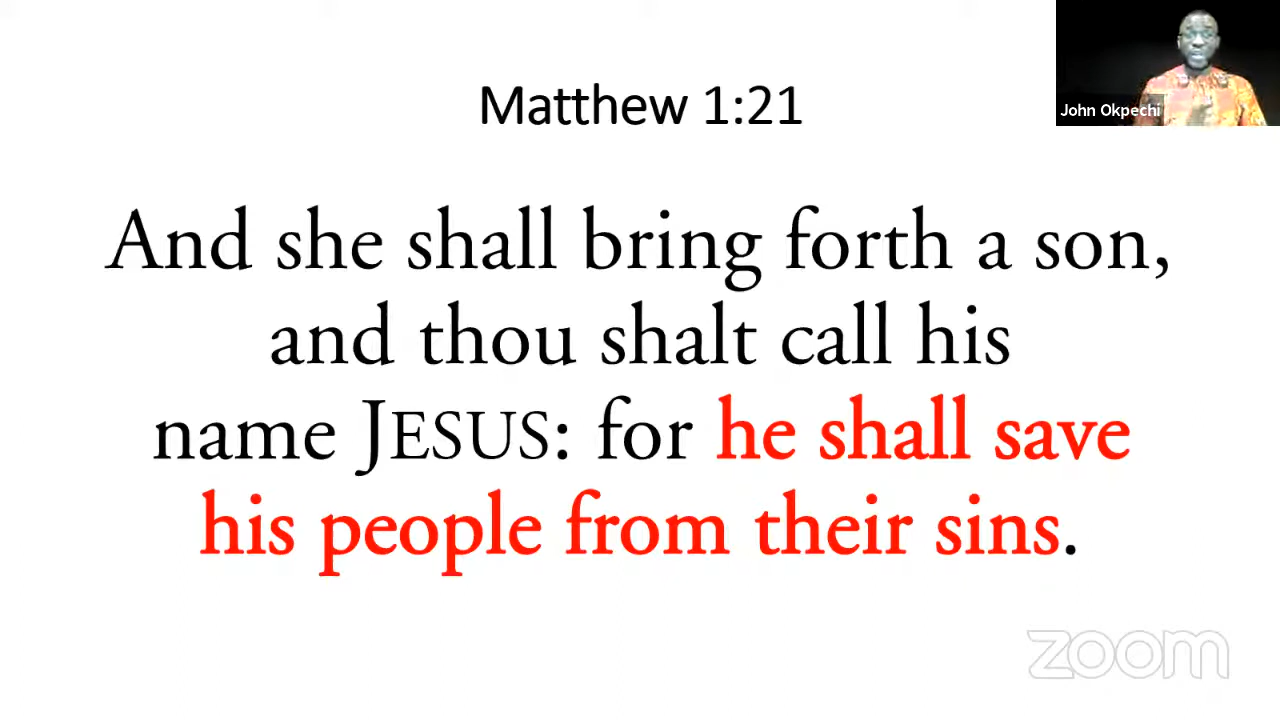 Matthew 1:21
John Okpechi
And she shall bring forth a son,
and thou shalt call his
name JESUS: for he shall save
his people from their sins.
zoom